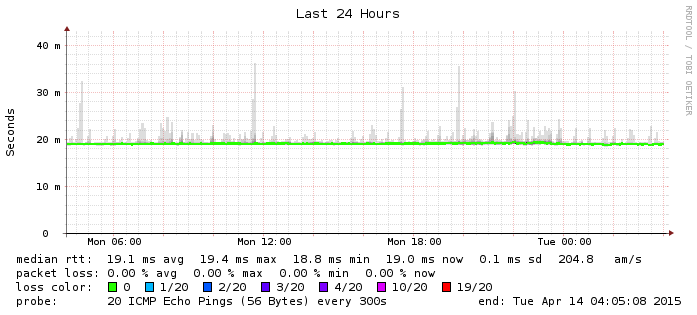 Last 24 Hours
RRDTOOL / TOBI OETIKER
Seconds
40 m
30 m
20 m
10 m
0
Mon 06:00 Mon 12:00 Mon 18:00 Tue 00:00
median rtt: 19.1 ms avg 19.4 ms max 18.8 ms min 19.0 ms now 0.1 ms sd 204.8 am/s
packet loss: 0.00 % avg 0.00 % max 0.00 % min 0.00 % now
loss color: 0 1/20 2/20 3/20 4/20 10/20 19/20
probe: 20 ICMP Echo Pings (56 Bytes) every 300s end: Tue Apr 14 04:05:08 2015